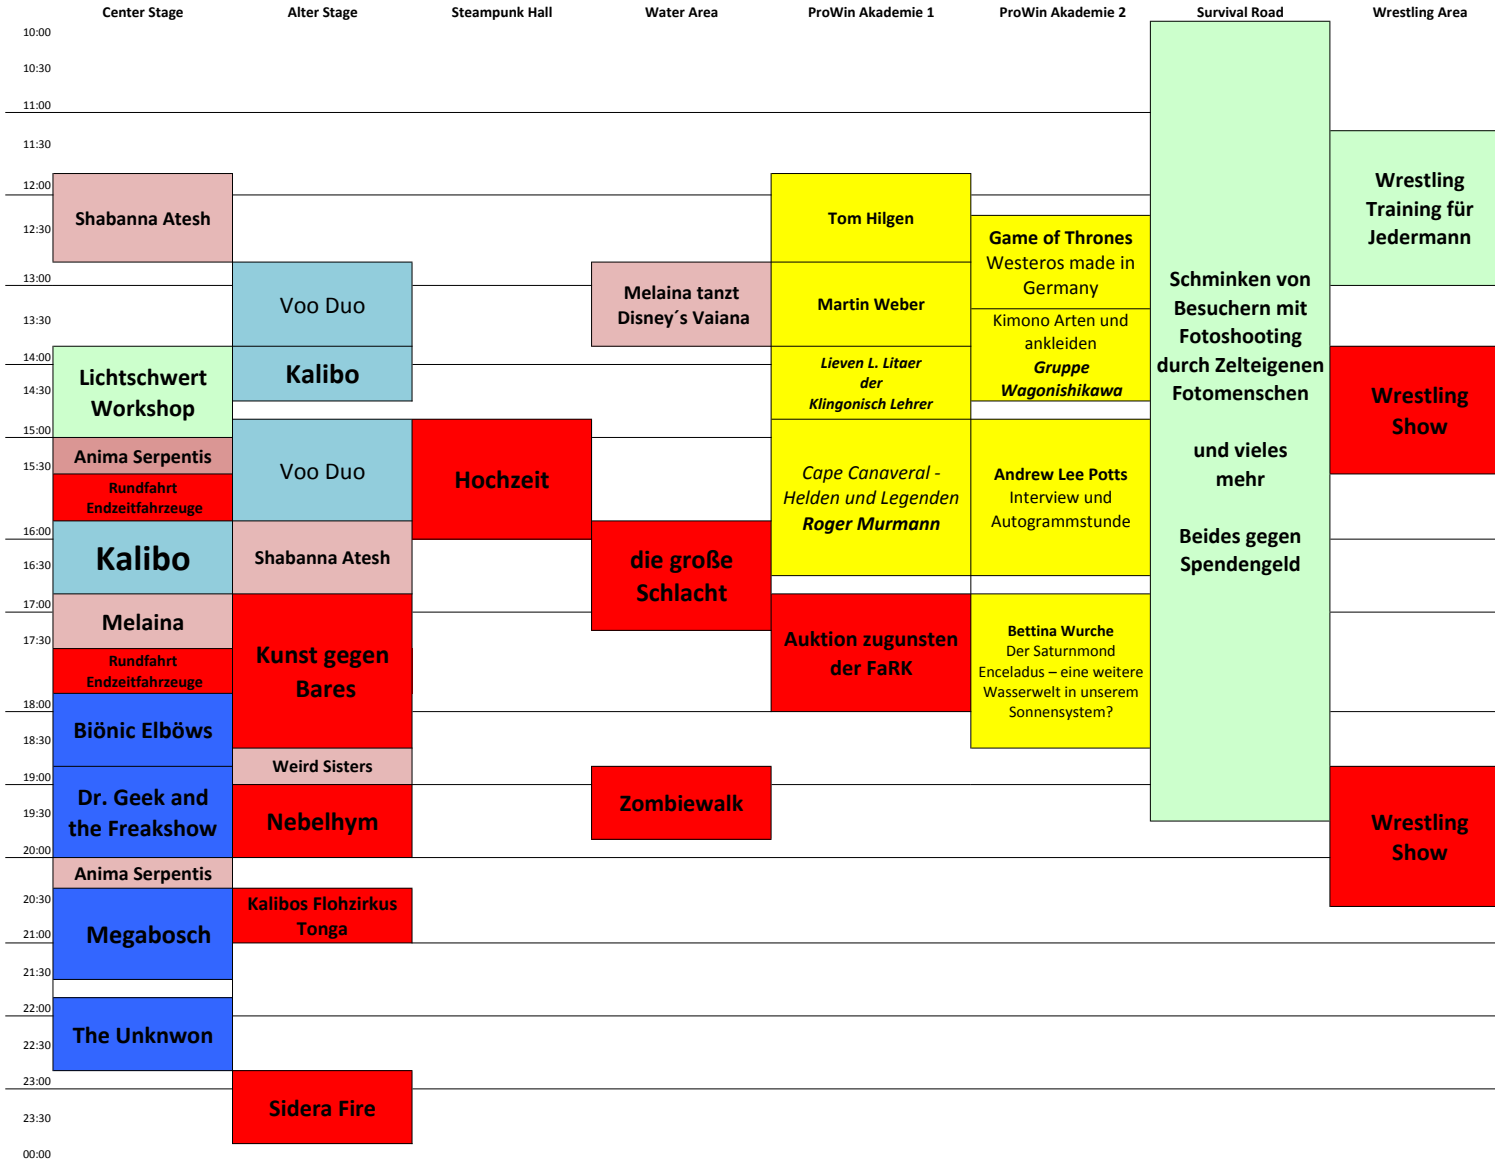 Center Stage
Alter Stage
Steampunk Hall
Water Area
ProWin Akademie 1
ProWin Akademie 2
Survival Road
Wrestling Area
10:00
10:30
11:00
11:30
12:00
12:30
13:00
13:30
14:00
14:30
15:00
15:30
16:00
16:30
17:00
17:30
18:00
18:30
19:00
19:30
20:00
20:30
21:00
21:30
22:00
22:30
23:00
23:30
00:00
Shabanna Atesh
Lichtschwert
Workshop
Anima Serpentis
Rundfahrt
Endzeitfahrzeuge
Kalibo
Melaina
Rundfahrt
Endzeitfahrzeuge
Biönic Elböws
Dr. Geek and
the Freakshow
Anima Serpentis
Megabosch
The Unknwon
Voo Duo
Kalibo
Voo Duo
Shabanna Atesh
Kunst gegen
Bares
Weird Sisters
Nebelhym
Kalibos Flohzirkus
Tonga
Sidera Fire
Hochzeit
Melaina tanzt
Disney´s Vaiana
die große
Schlacht
Zombiewalk
Tom Hilgen
Martin Weber
Lieven L. Litaer
der
Klingonisch Lehrer
Cape Canaveral -
Helden und Legenden
Roger Murmann
Auktion zugunsten
der FaRK
Game of Thrones
Westeros made in
Germany
Kimono Arten und
ankleiden
Gruppe
Wagonishikawa
Andrew Lee Potts
Interview und
Autogrammstunde
Bettina Wurche
Der Saturnmond
Enceladus – eine weitere
Wasserwelt in unserem
Sonnensystem?
Schminken von
Besuchern mit
Fotoshooting
durch Zelteigenen
Fotomenschen
und vieles
mehr
Beides gegen
Spendengeld
Wrestling
Training für
Jedermann
Wrestling
Show
Wrestling
Show